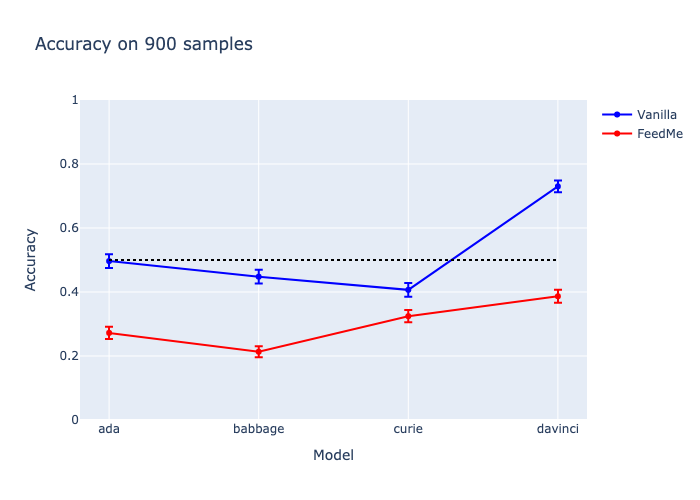 Accuracy on 900 samples
1
0.8
0.6
0.4
0.2
0
Accuracy
ada babbage curie davinci
Model
Vanilla
FeedMe